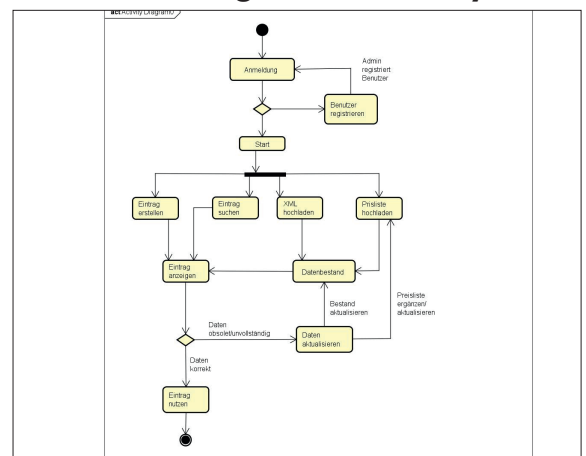 act Activity Diagram0
Anmeldung
Admin
registriert
Benutzer
Benutzer
registrieren
Start
Eintrag
erstellen
Eintrag
suchen
XML
hochladen
Prisliste
hochladen
Eintrag
anzeigen
Datenbestand
Bestand
aktualisieren
Preisliste
ergänzen/
aktualisieren
Daten
obsolet/unvollständig
Daten
aktualisieren
Daten
korrekt
Eintrag
nutzen